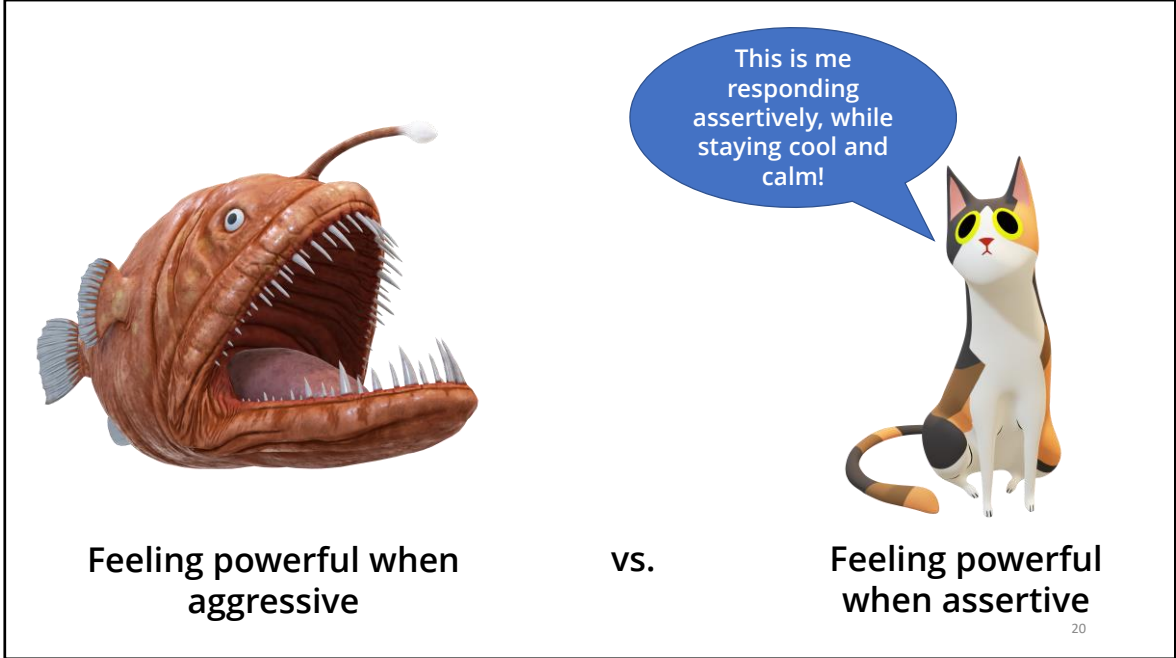 This is me
responding
assertively, while
staying cool and
calm!
Feeling powerful when
aggressive
vs.
Feeling powerful
when assertive
20